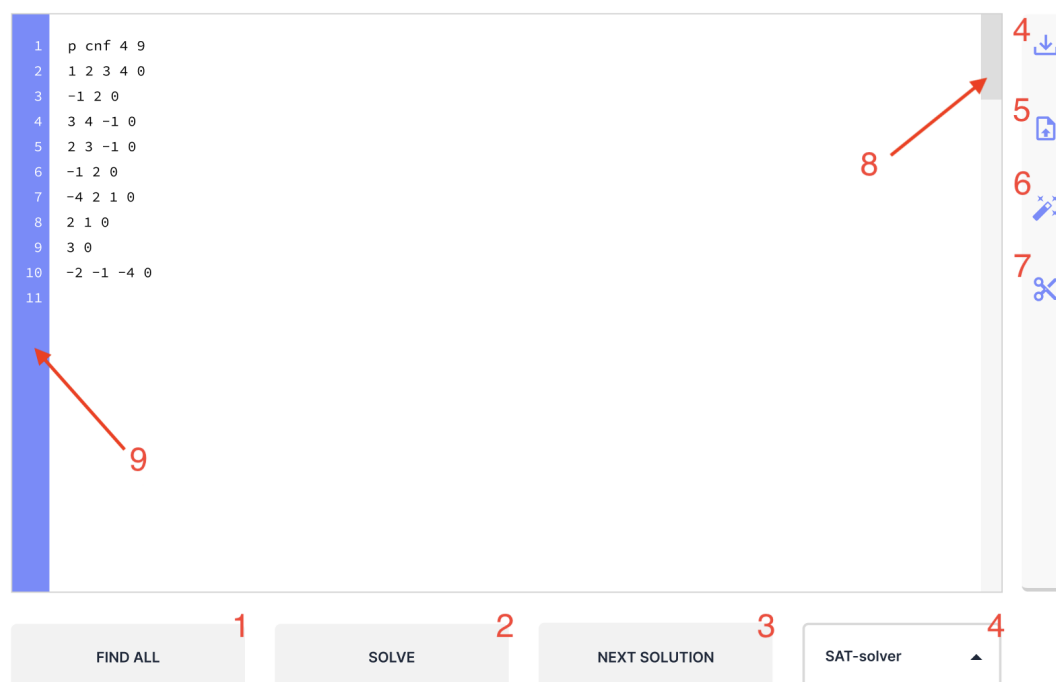 1 p cnf 4 9
2 1 2 3 4 0
3 -1 2 0
4 3 4 -1 0
5 2 3 -1 0
6 -1 2 0
7 -4 2 1 0
8 2 1 0
9 3 0
10 -2 -1 -4 0
11
4
5
8
6
7
9
1
2
3
4
FIND ALL
SOLVE
NEXT SOLUTION
SAT-solver